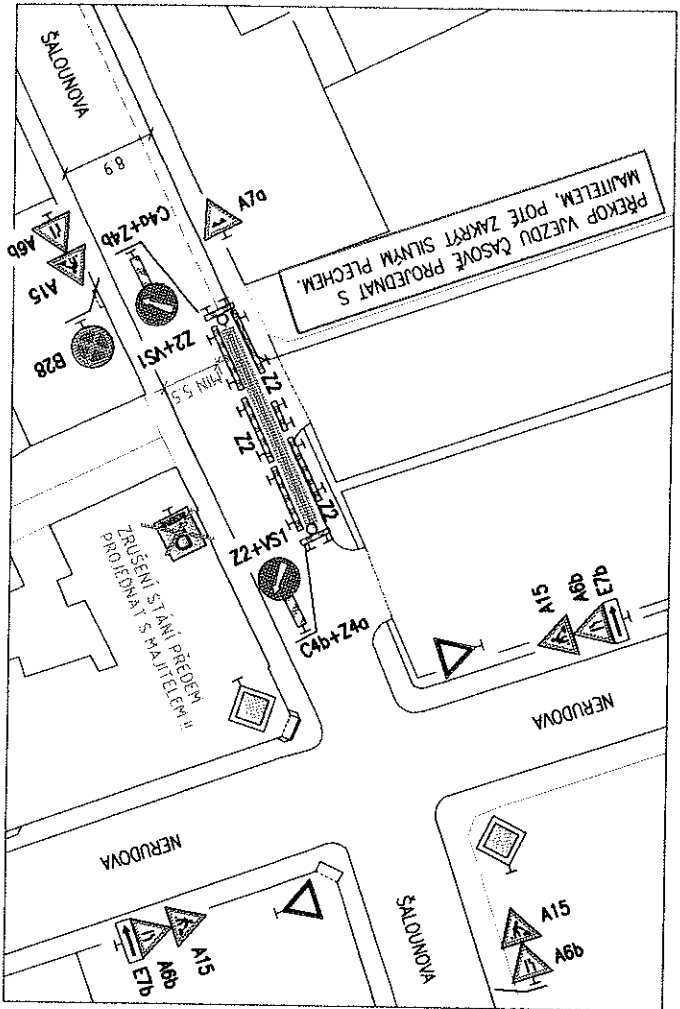 ŠALOUNOVA
8.9
A6b
A15
B28
C4a+Z4b
A7a
Z2+VS1
MIN 5.5
Z2
Z2
Z2
Z2+VS1
C4b+Z4a
PŘEKOP VJEZDU ČASOVĚ PROJEDNAT S
MAJITELEM, POTÉ ZAKRÝT SILNÝM PLECHEM.
ZRUŠENÍ STÁNÍ PŘEDEM
PROJEDNAT S MAJITELEM !!
A15
A6b
E7b
NERUDOVA
NERUDOVA
ŠALOUNOVA
E7b
A6b
A15
A15
A6b